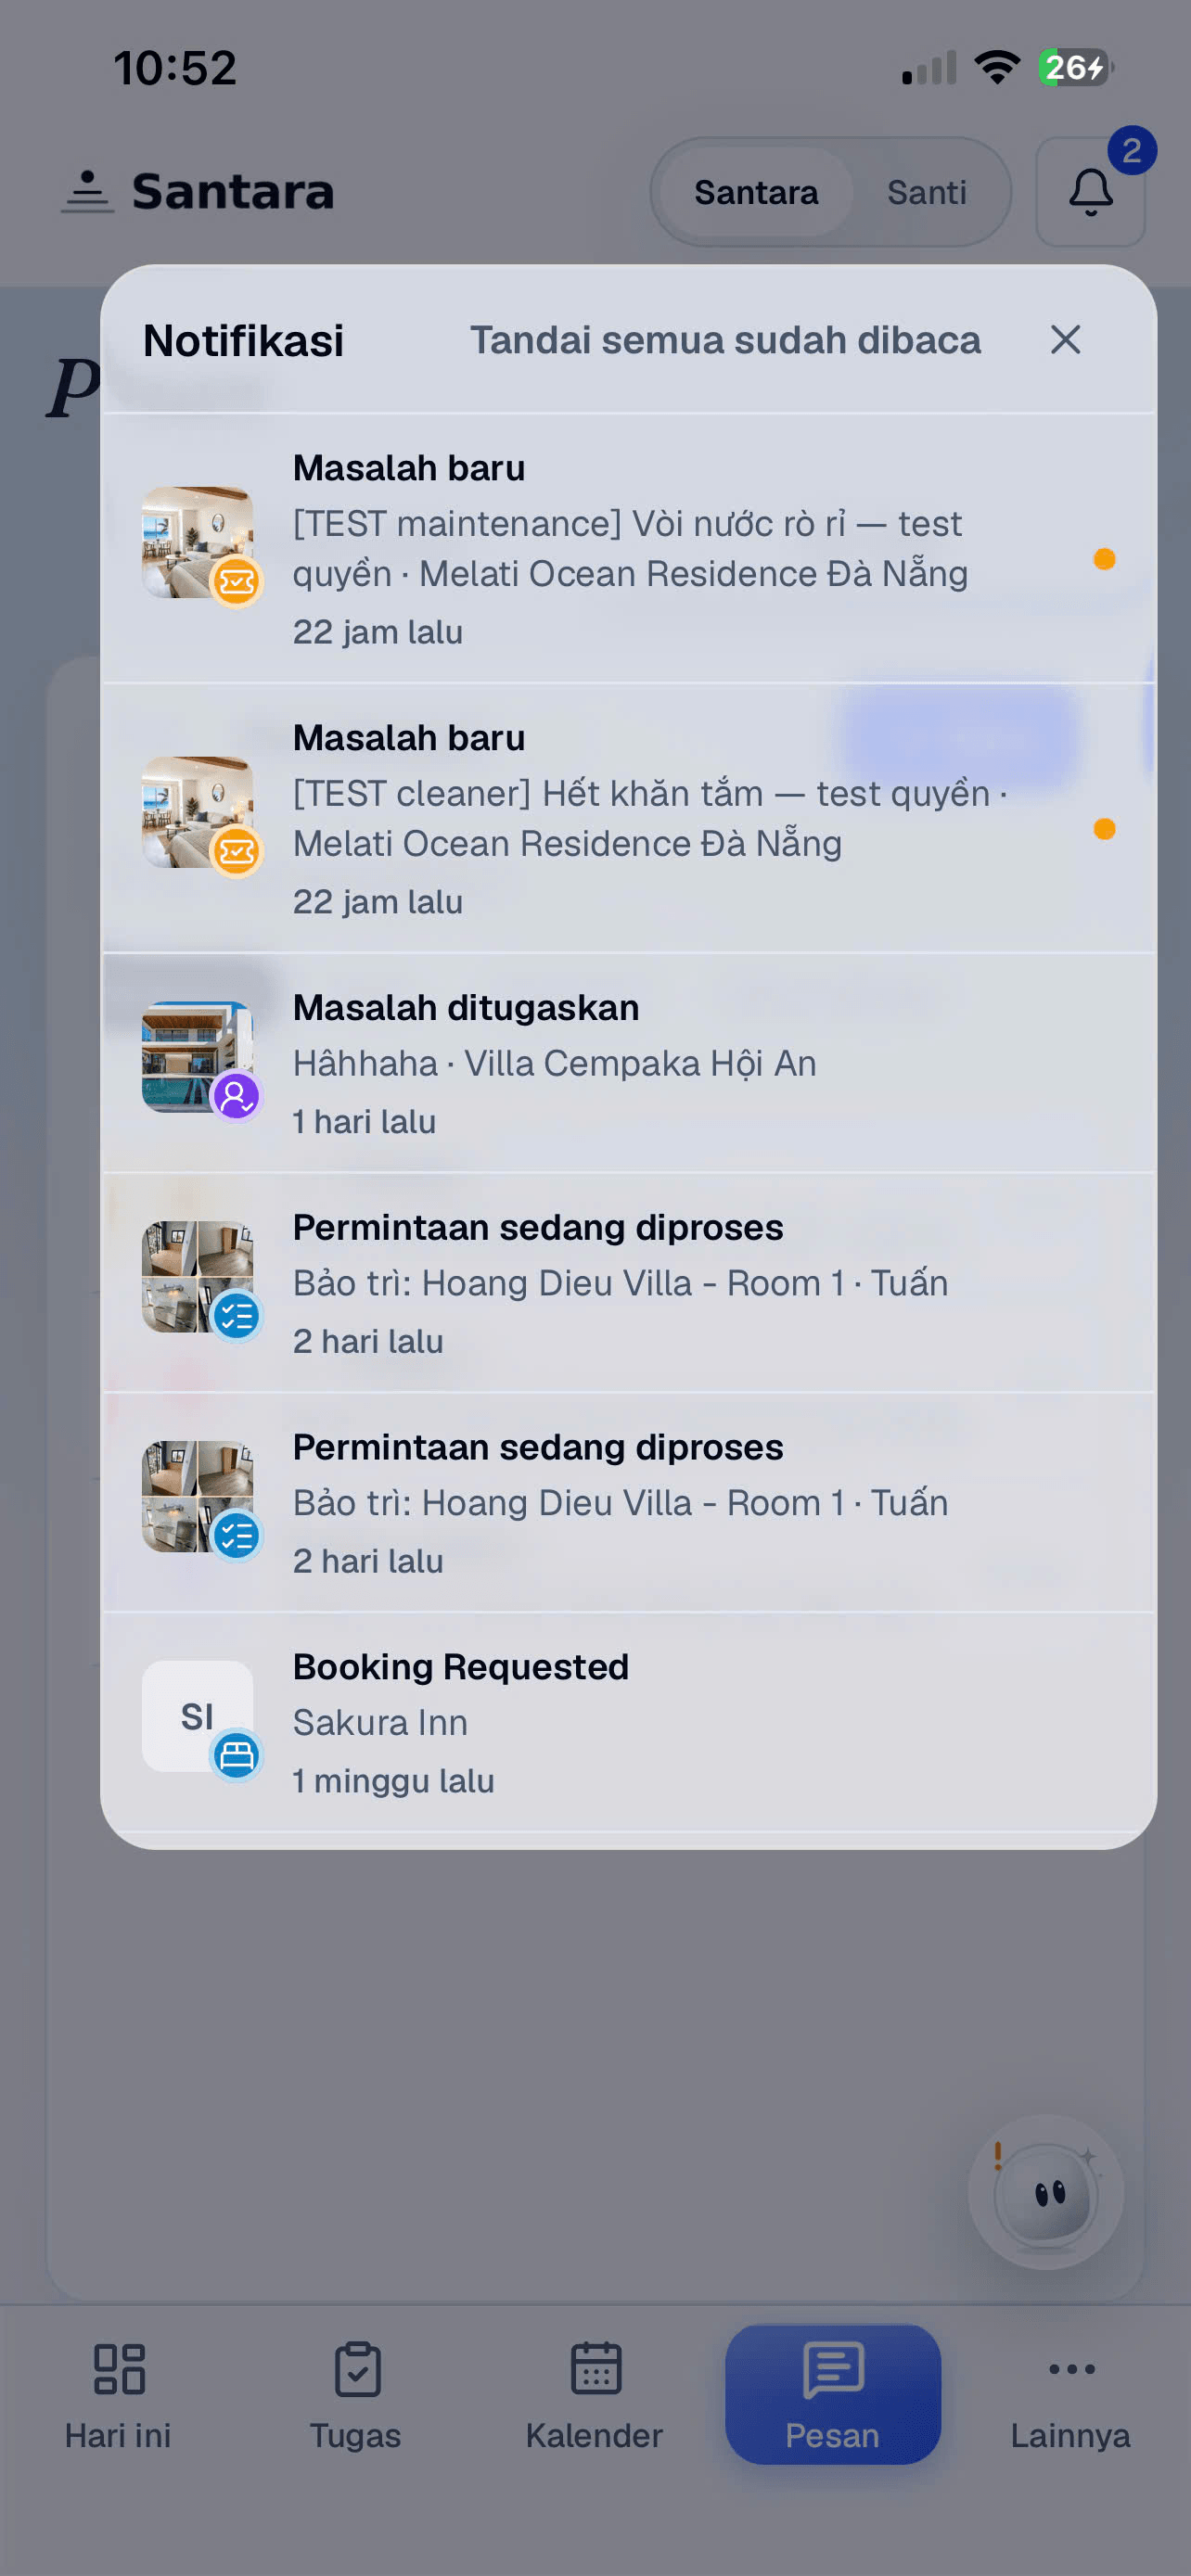 10:52
26
Santara
Santara
Santi
2
Notifikasi
Tandai semua sudah dibaca
P
Masalah baru
[TEST maintenance] Vòi nước rò rỉ — test
quyền · Melati Ocean Residence Đà Nẵng
22 jam lalu
Masalah baru
[TEST cleaner] Hết khăn tắm — test quyền ·
Melati Ocean Residence Đà Nẵng
22 jam lalu
Masalah ditugaskan
Hâhhaha · Villa Cempaka Hội An
1 hari lalu
Permintaan sedang diproses
Bảo trì: Hoang Dieu Villa - Room 1 · Tuấn
2 hari lalu
Permintaan sedang diproses
Bảo trì: Hoang Dieu Villa - Room 1 · Tuấn
2 hari lalu
SI
Booking Requested
Sakura Inn
1 minggu lalu
Hari ini
Tugas
Kalender
Pesan
Lainnya